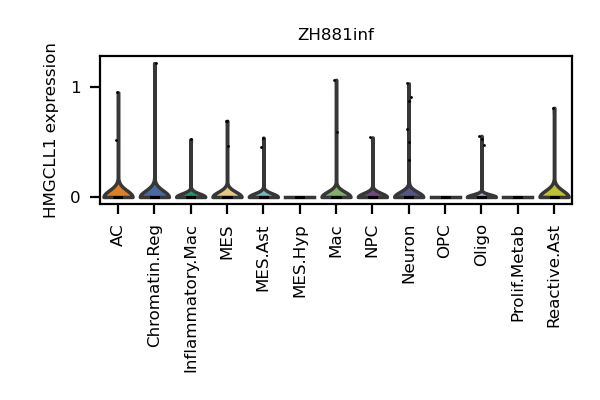 ZH881inf
HMGCLL1 expression
1
0
AC
Chromatin.Reg
Inflammatory.Mac
MES
MES.Ast
MES.Hyp
Mac
NPC
Neuron
OPC
Oligo
Prolif.Metab
Reactive.Ast